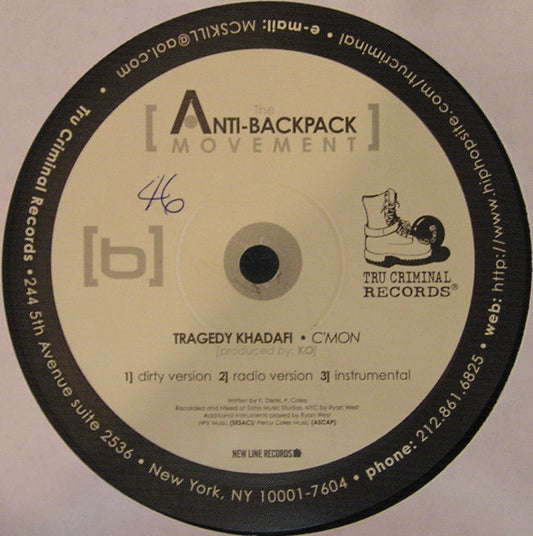 [ The Anti-Backpack ]
MOVEMENT
46
[b]
TRU CRIMINAL
RECORDS®
TRAGEDY KHADAFI • C'MON
[produced by: KO]
1] dirty version 2] radio version 3] instrumental
Written by K. Denis, P. Coles
Recorded and Mixed at Soho Music Studios, NTC by Ryan West
Additional Instruments played by Ryan West
HPX Music (SESAC)/ Percy Coles Music (ASCAP)
NEW LINE RECORDS
Tru Criminal Records • 244 5th Avenue suite 2536 • New York, NY 10001-7604 • phone: 212.861.6825 • web: http://www.hiphopsite.com/trucriminal • e-mail: MCSKILL@aol.com •